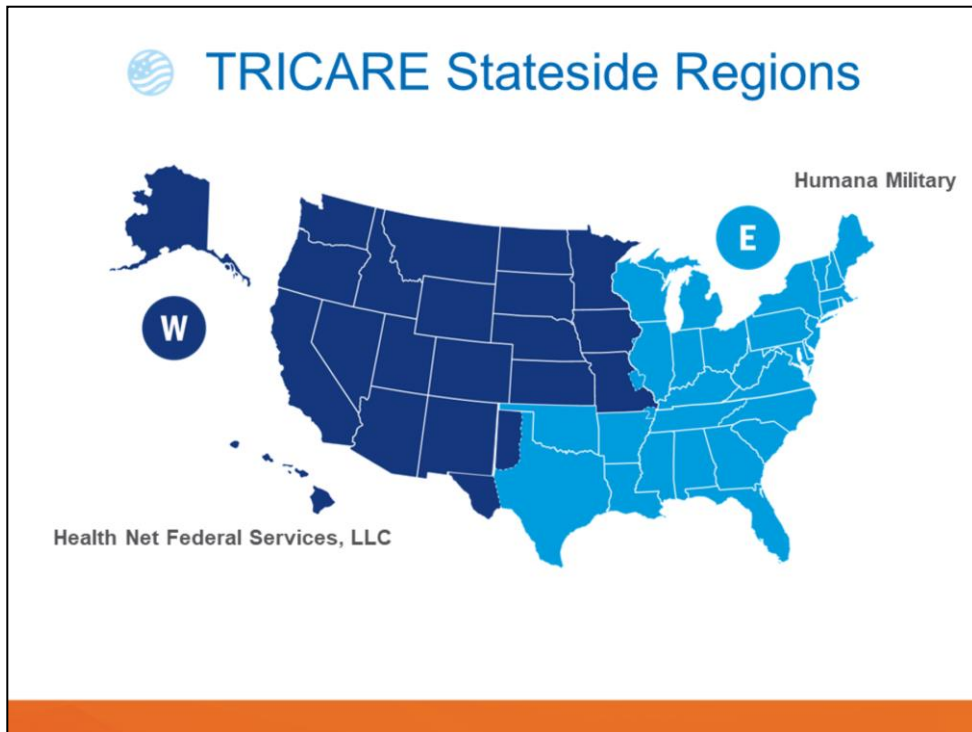 TRICARE Stateside Regions
Humana Military
E
W
Health Net Federal Services, LLC